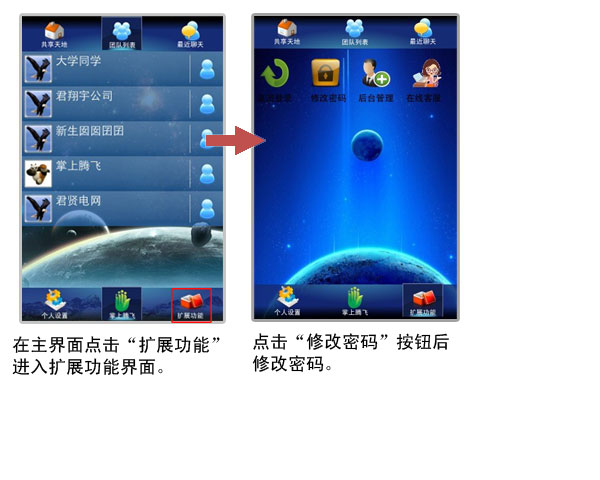 共享天地 团队列表 最近聊天
大学同学
君翔宇公司
新生囡囡团团
掌上腾飞
君贤电网
个人设置 掌上腾飞 扩展功能
在主界面点击“扩展功能”
进入扩展功能界面。
共享天地 团队列表 最近聊天
修改密码 后台管理 在线客服
个人设置 掌上腾飞 扩展功能
点击“修改密码”按钮后
修改密码。